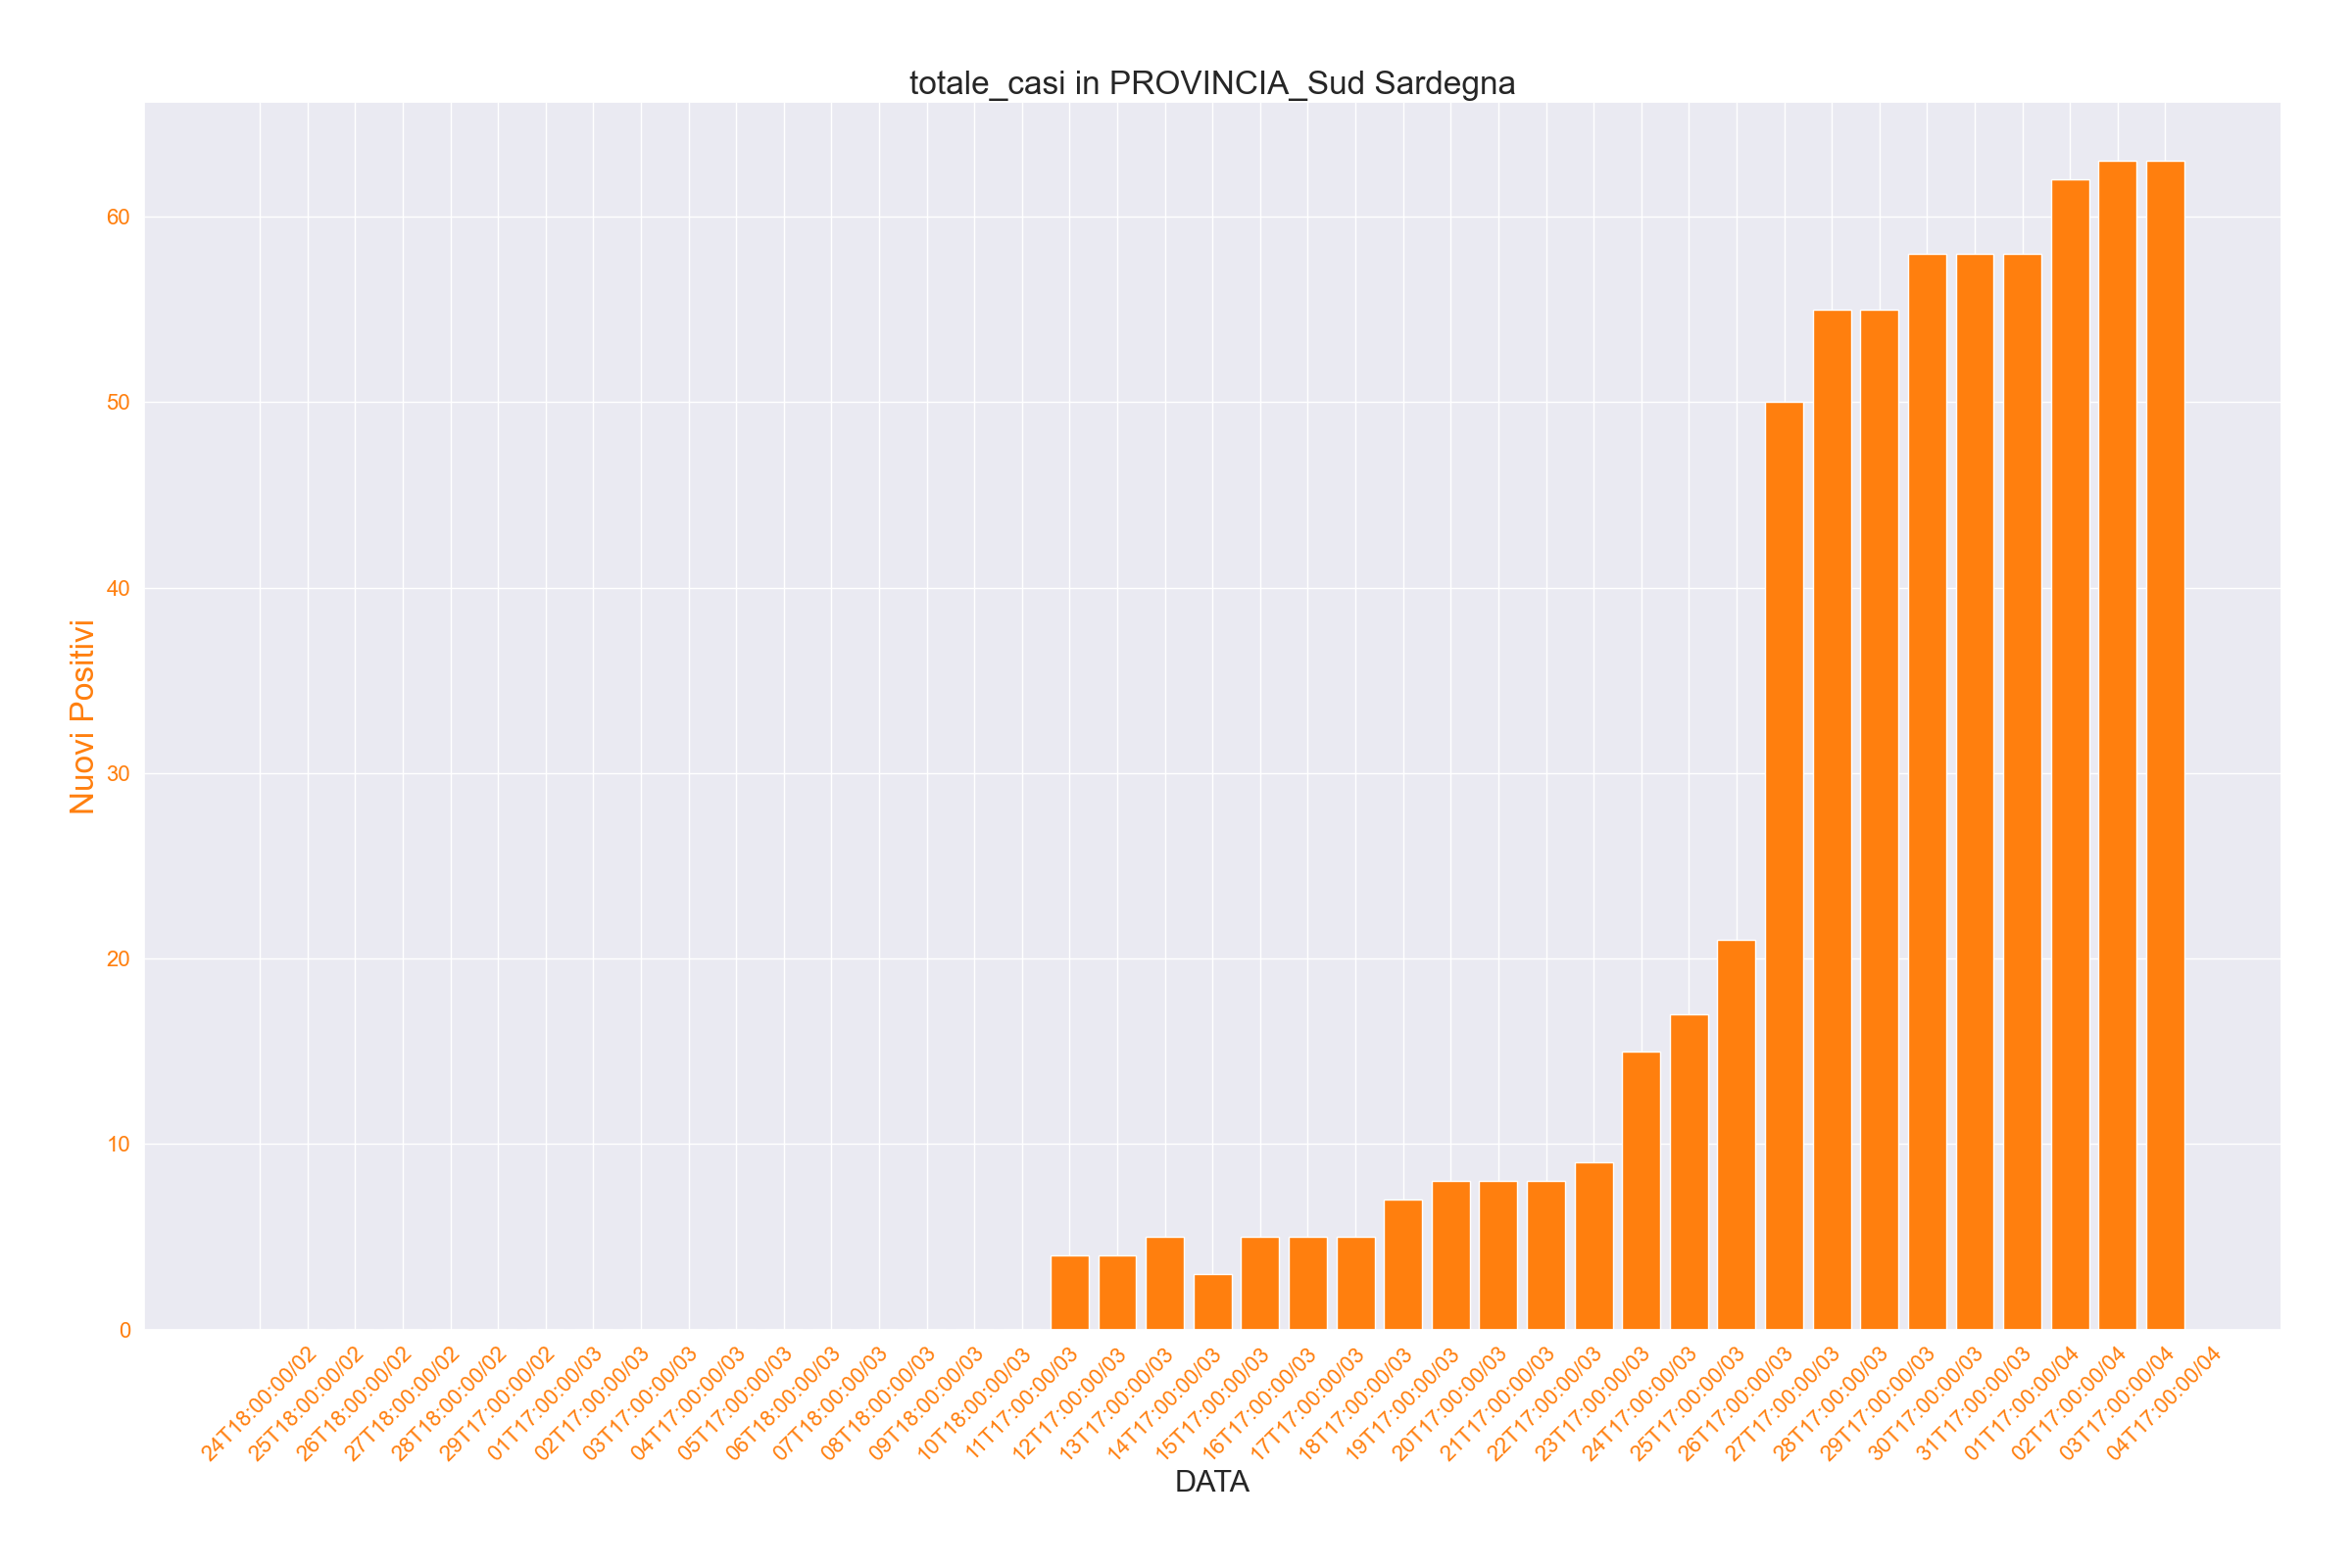 totale_casi in PROVINCIA_Sud Sardegna
Nuovi Positivi
60
50
40
30
20
10
0
24T18:00:00/02
25T18:00:00/02
26T18:00:00/02
27T18:00:00/02
28T18:00:00/02
29T17:00:00/02
01T17:00:00/03
02T17:00:00/03
03T17:00:00/03
04T17:00:00/03
05T17:00:00/03
06T18:00:00/03
07T18:00:00/03
08T18:00:00/03
09T18:00:00/03
10T18:00:00/03
11T17:00:00/03
12T17:00:00/03
13T17:00:00/03
14T17:00:00/03
15T17:00:00/03
16T17:00:00/03
17T17:00:00/03
18T17:00:00/03
19T17:00:00/03
20T17:00:00/03
21T17:00:00/03
22T17:00:00/03
23T17:00:00/03
24T17:00:00/03
25T17:00:00/03
26T17:00:00/03
27T17:00:00/03
28T17:00:00/03
29T17:00:00/03
30T17:00:00/03
31T17:00:00/03
01T17:00:00/04
02T17:00:00/04
03T17:00:00/04
04T17:00:00/04
DATA